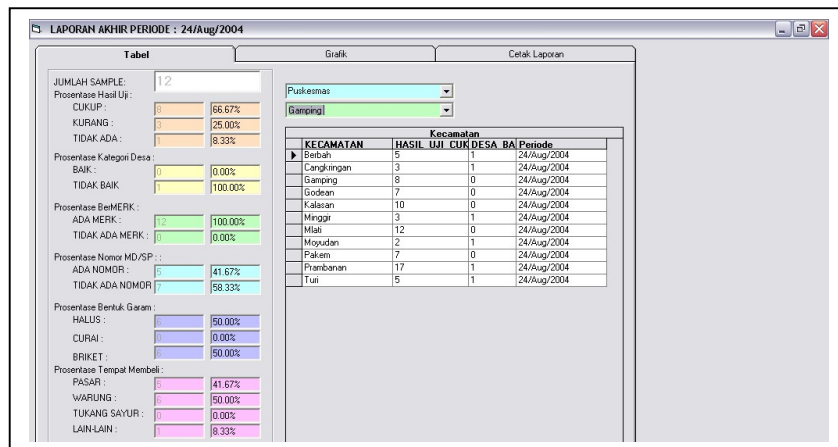 LAPORAN AKHIR PERIODE : 24/Aug/2004
Tabel Grafik Cetak Laporan
JUMLAH SAMPLE: 12
Prosentase Hasil Uji :
CUKUP : 8 66.67%
KURANG : 3 25.00%
TIDAK ADA : 1 8.33%
Prosentase Kategori Desa :
BAIK : 0 0.00%
TIDAK BAIK 1 100.00%
Prosentase BerMERK :
ADA MERK : 12 100.00%
TIDAK ADA MERK : 0 0.00%
Prosentase Nomor MD/SP : :
ADA NOMOR : 5 41.67%
TIDAK ADA NOMOR 7 58.33%
Prosentase Bentuk Garam :
HALUS : 6 50.00%
CURAI : 0 0.00%
BRIKET : 6 50.00%
Prosentase Tempat Membeli :
PASAR : 5 41.67%
WARUNG : 6 50.00%
TUKANG SAYUR : 0 0.00%
LAIN-LAIN : 1 8.33%
Puskesmas
Gamping
Kecamatan
KECAMATAN HASIL_UJI_CUK DESA_BA Periode
Berbah 5 1 24/Aug/2004
Cangkringan 3 1 24/Aug/2004
Gamping 8 0 24/Aug/2004
Godean 7 0 24/Aug/2004
Kalasan 10 0 24/Aug/2004
Minggir 3 1 24/Aug/2004
Mlati 12 0 24/Aug/2004
Moyudan 2 1 24/Aug/2004
Pakem 7 0 24/Aug/2004
Prambanan 17 1 24/Aug/2004
Turi 5 1 24/Aug/2004